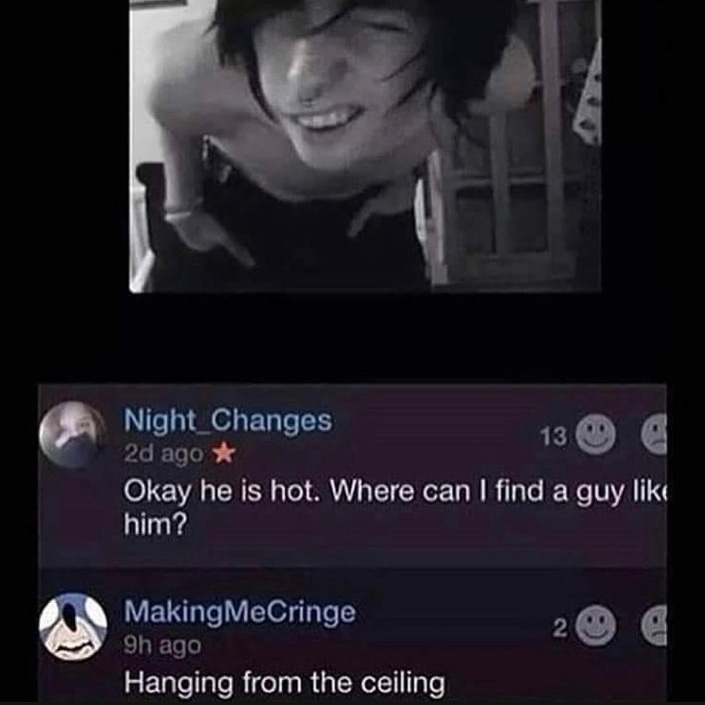 Night_Changes
13
2d ago
Okay he is hot. Where can I find a guy like
him?
MakingMeCringe
2
9h ago
Hanging from the ceiling